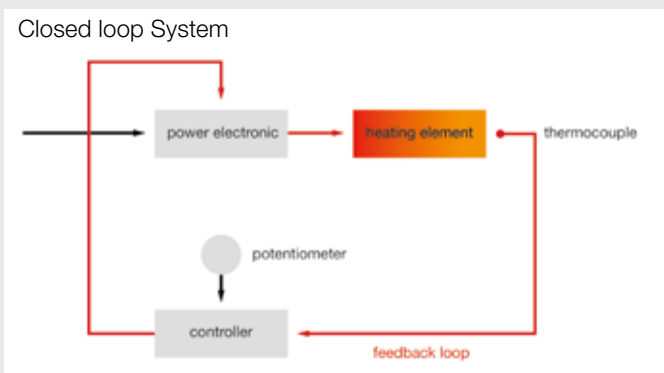 Closed loop System
power electronic
heating element
thermocouple
potentiometer
controller
feedback loop